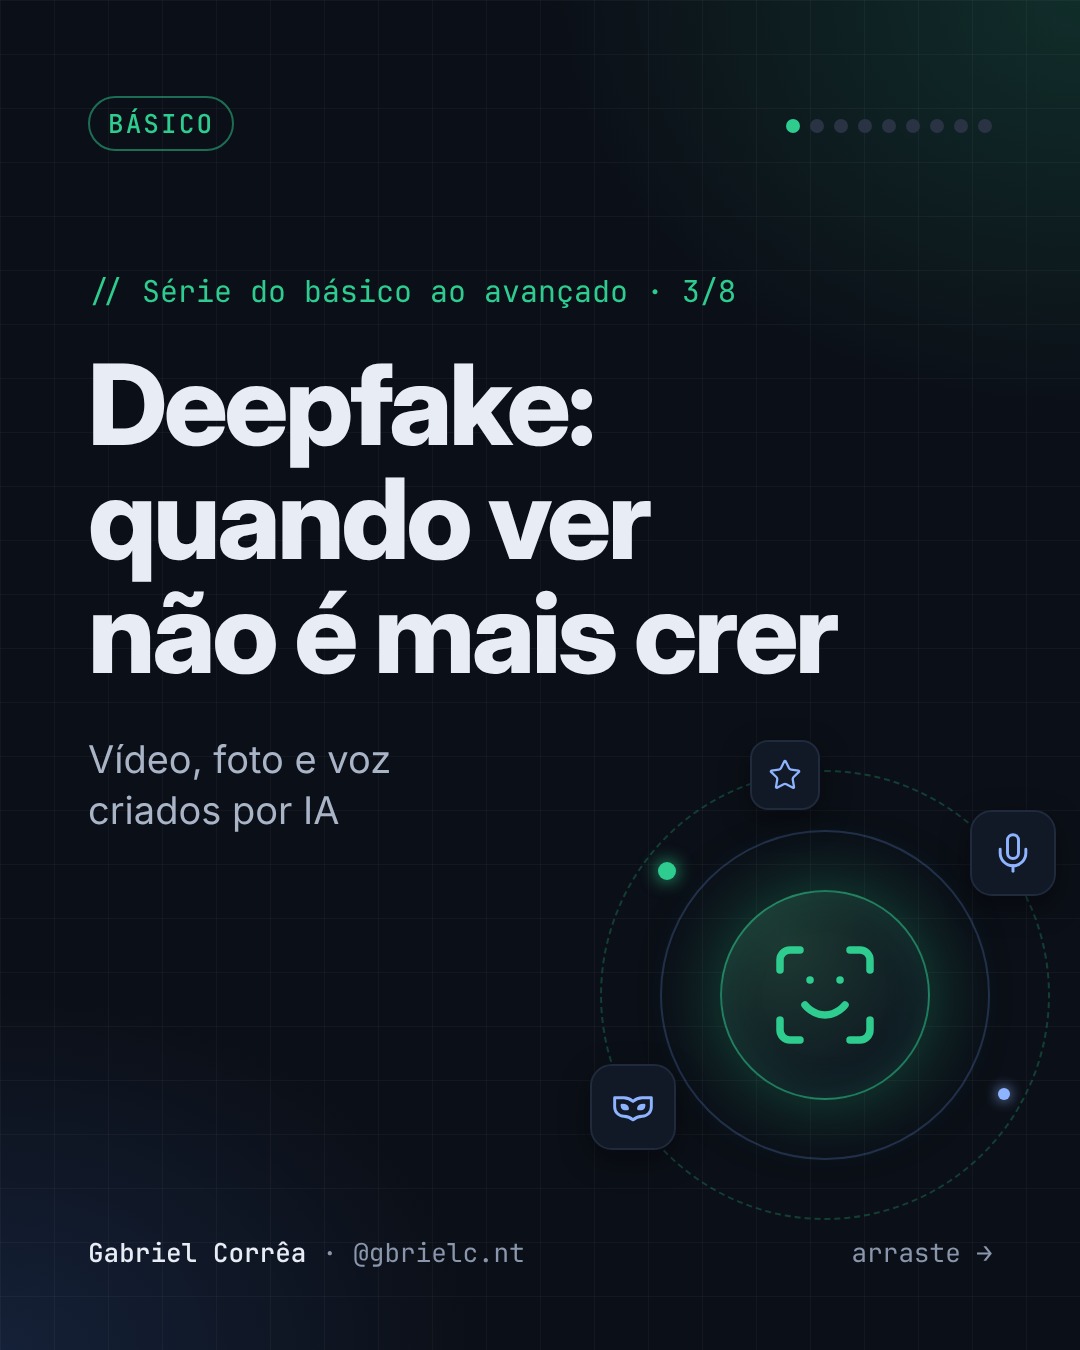 BÁSICO
// Série do básico ao avançado · 3/8
Deepfake:
quando ver
não é mais crer
Vídeo, foto e voz
criados por IA
Gabriel Corrêa · @gbrielc.nt
arraste →